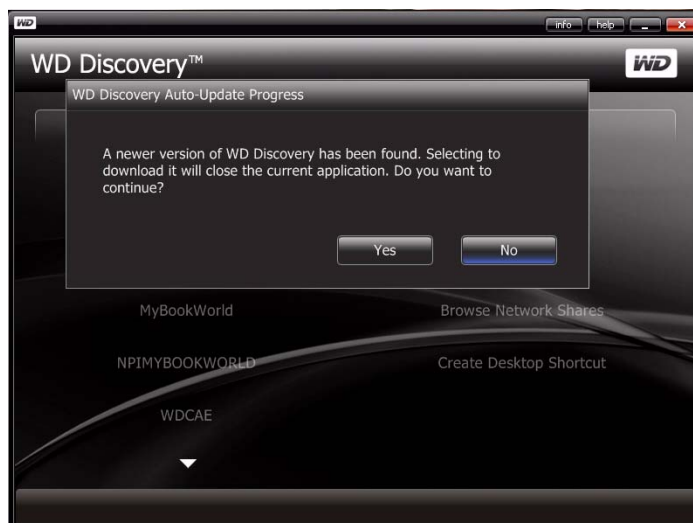 WD
info
help
WD Discovery™
WD
WD Discovery Auto-Update Progress
A newer version of WD Discovery has been found. Selecting to
download it will close the current application. Do you want to
continue?
Yes
No
MyBookWorld
Browse Network Shares
NPIMYBOOKWORLD
Create Desktop Shortcut
WDCAE